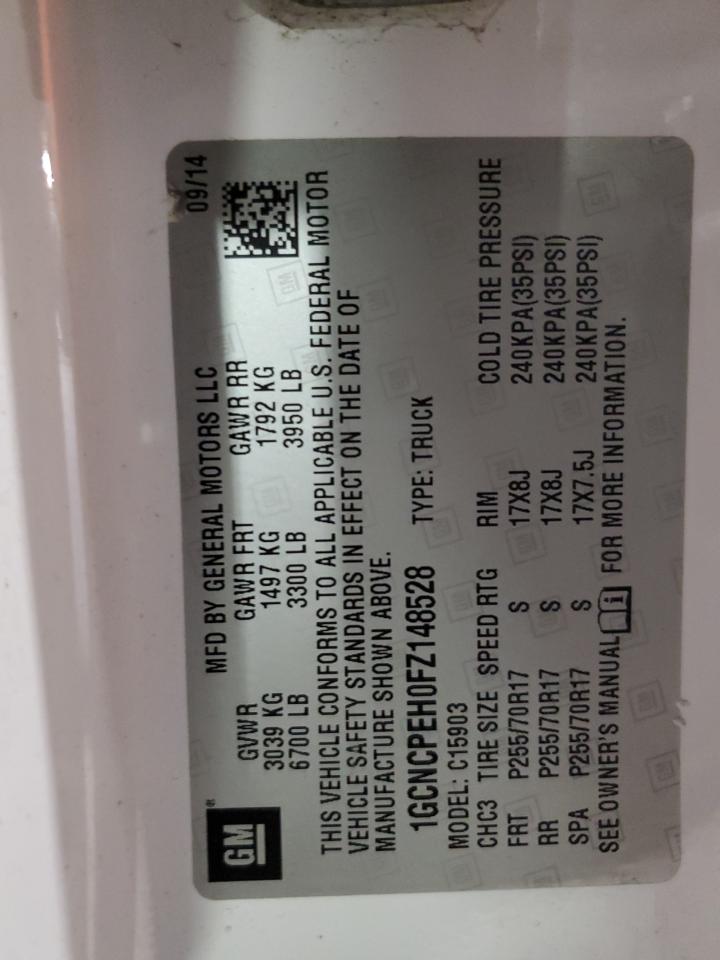 GM®
MFD BY GENERAL MOTORS LLC 09/14
GVWR GAWR FRT GAWR RR
3039 KG 1497 KG 1792 KG
6700 LB 3300 LB 3950 LB
THIS VEHICLE CONFORMS TO ALL APPLICABLE U.S. FEDERAL MOTOR
VEHICLE SAFETY STANDARDS IN EFFECT ON THE DATE OF
MANUFACTURE SHOWN ABOVE.
1GCNCPEH0FZ148528 TYPE: TRUCK
MODEL: C15903
CHC3 TIRE SIZE SPEED RTG RIM COLD TIRE PRESSURE
FRT P255/70R17 S 17X8J 240KPA(35PSI)
RR P255/70R17 S 17X8J 240KPA(35PSI)
SPA P255/70R17 S 17X7.5J 240KPA(35PSI)
SEE OWNER'S MANUAL FOR MORE INFORMATION.